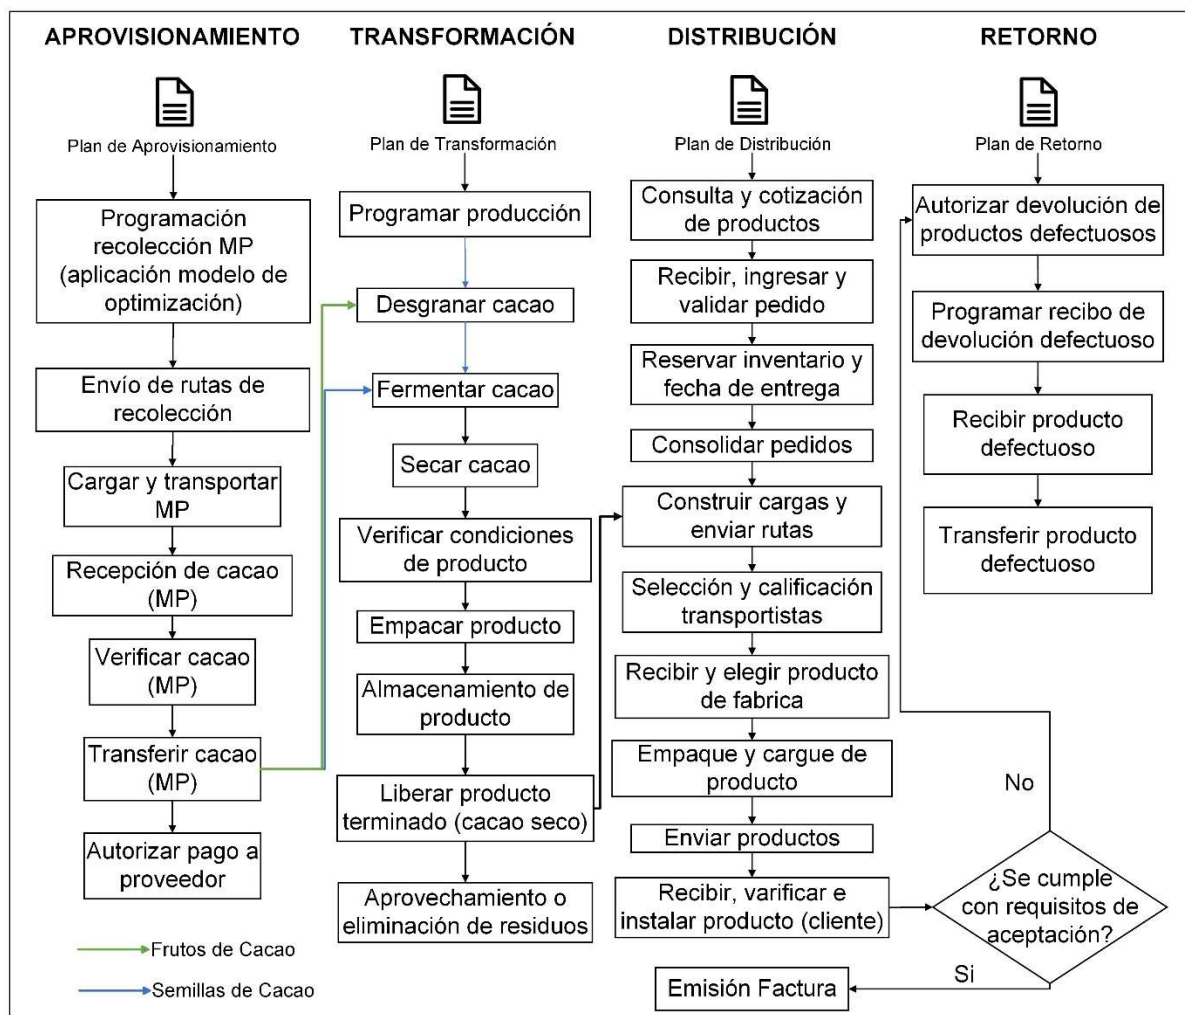 APROVISIONAMIENTO
Plan de Aprovisionamiento
Programación
recolección MP
(aplicación modelo de
optimización)
Envío de rutas de
recolección
Cargar y transportar
MP
Recepción de cacao
(MP)
Verificar cacao
(MP)
Transferir cacao
(MP)
Autorizar pago a
proveedor
Frutos de Cacao
Semillas de Cacao
TRANSFORMACIÓN
Plan de Transformación
Programar producción
Desgranar cacao
Fermentar cacao
Secar cacao
Verificar condiciones
de producto
Empacar producto
Almacenamiento de
producto
Liberar producto
terminado (cacao seco)
Aprovechamiento o
eliminación de residuos
DISTRIBUCIÓN
Plan de Distribución
Consulta y cotización
de productos
Recibir, ingresar y
validar pedido
Reservar inventario y
fecha de entrega
Consolidar pedidos
Construir cargas y
enviar rutas
Selección y calificación
transportistas
Recibir y elegir producto
de fabrica
Empaque y cargue de
producto
Enviar productos
Recibir, varificar e
instalar producto (cliente)
Emisión Factura
RETORNO
Plan de Retorno
Autorizar devolución de
productos defectuosos
Programar recibo de
devolución defectuoso
Recibir producto
defectuoso
Transferir producto
defectuoso
No
¿Se cumple
con requisitos de
aceptación?
Si